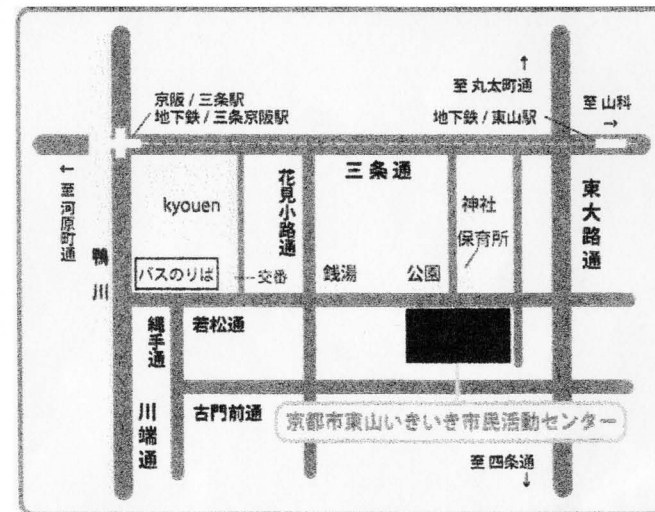 ↑
至 丸太町通
京阪 / 三条駅
地下鉄 / 三条京阪駅
地下鉄 / 東山駅
至 山科
→
三 条 通
← 至 河原町通
花見小路通
東大路通
kyouen
神社
保育所
鴨川
バスのりば
交番
銭湯
公園
縄手通
若松通
川端通
古門前通
京都市東山いきいき市民活動センター
至 四条通
↓